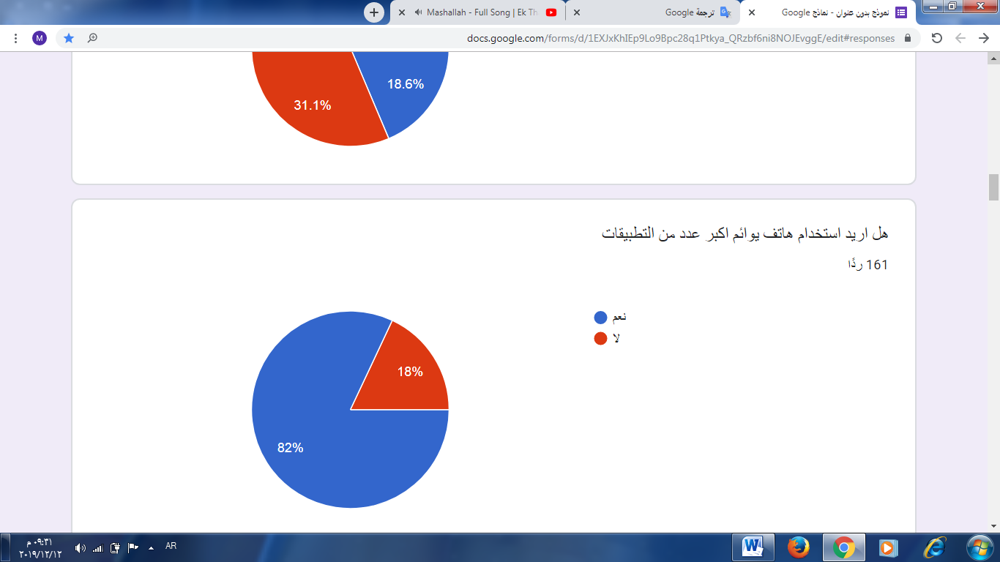 نموذج بدون عنوان - نماذج Google
ترجمة Google
Mashallah - Full Song | Ek Th
docs.google.com/forms/d/1EXJxKhIEp9Lo9Bpc28q1Ptkya_QRzbf6ni8NOJEvggE/edit#responses
M
18.6%
31.1%
هل اريد استخدام هاتف يوائم اكبر عدد من التطبيقات
161 ردًا
نعم
لا
18%
82%
AR
٠٩:٣١ م
٢٠١٩/١٢/١٢